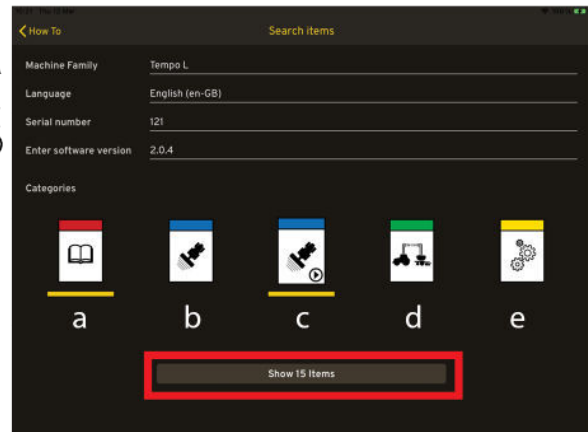 How To
Search items
Machine Family Tempo L
Language English (en-GB)
Serial number 121
Enter software version 2.0.4
Categories
a b c d e
Show 15 Items